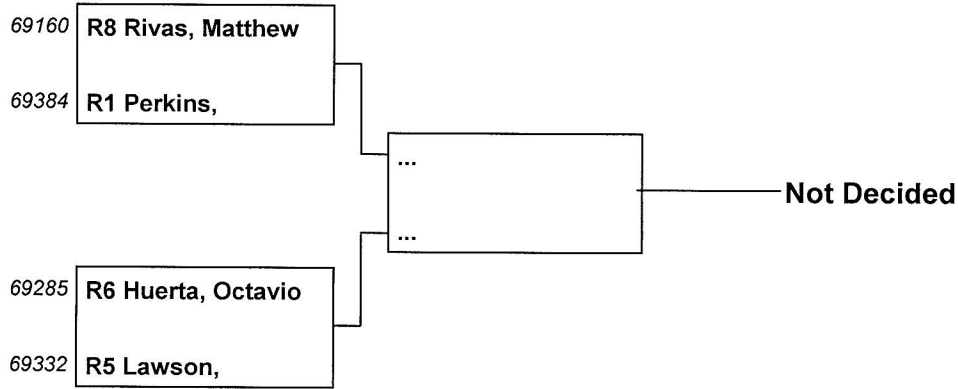 69160 R8 Rivas, Matthew
69384 R1 Perkins,
...
Not Decided
...
69285 R6 Huerta, Octavio
69332 R5 Lawson,